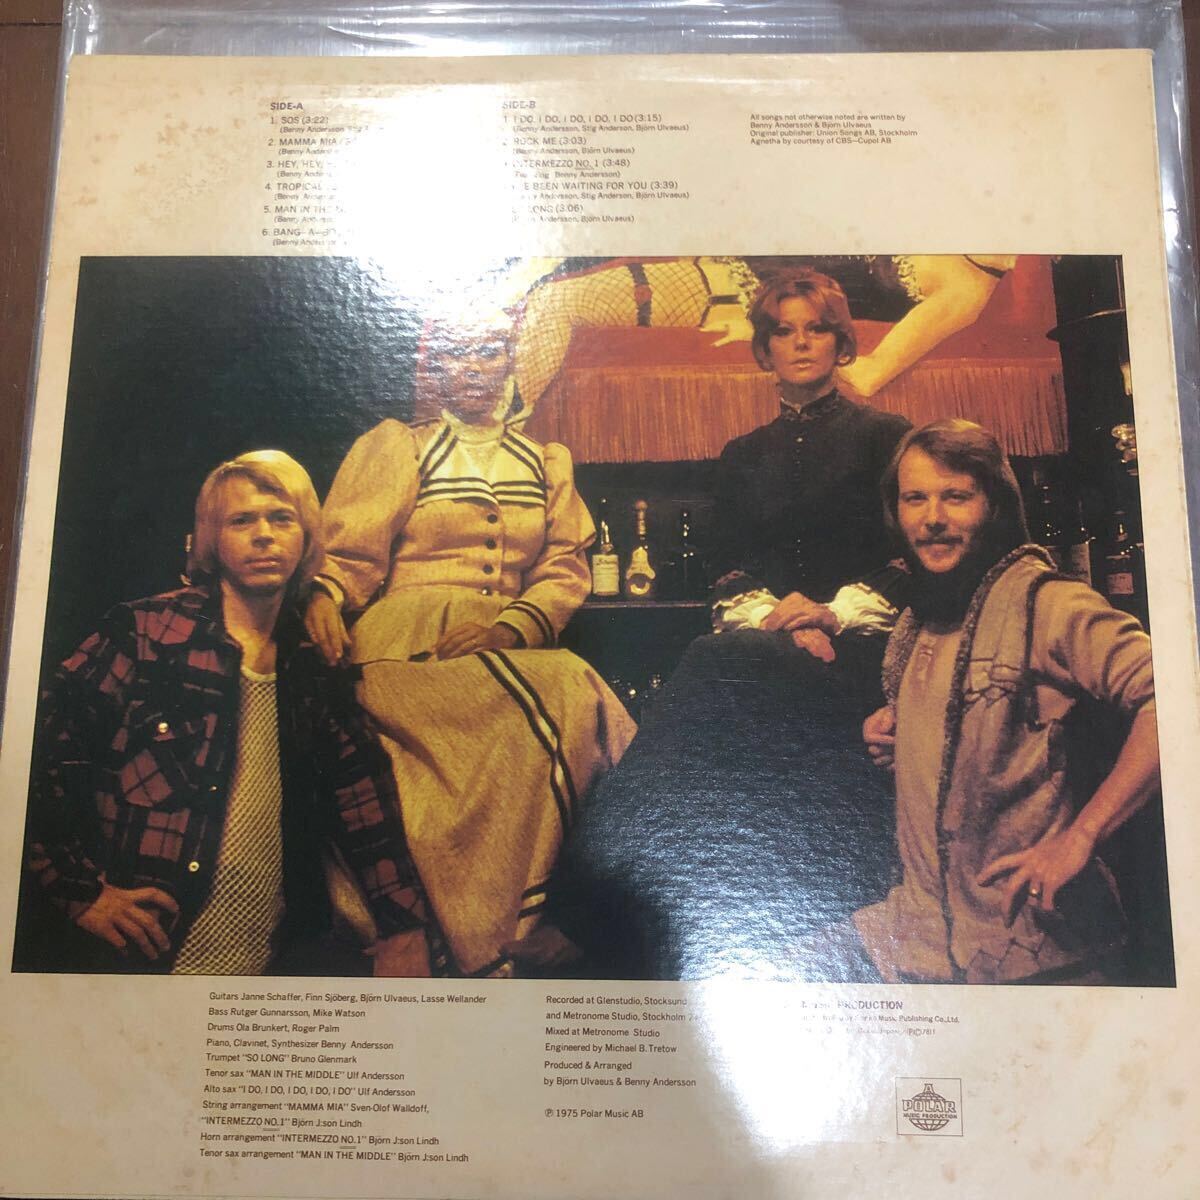 SIDE-A
1. SOS (3:22)
(Benny Andersson, Stig
2. MAMMA MIA
(Benny
3. HEY, HEY,
(Benny
4. TROPICAL
(Benny
5. MAN IN THE
(Benny
6. BANG-A-BO
(Benny
SIDE-B
I DO, I DO, I DO, I DO, I DO (3:15)
(Benny Andersson, Stig Anderson, Björn Ulvaeus)
ROCK ME (3:03)
Andersson, Björn Ulvaeus)
INTERMEZZO NO. 1 (3:48)
Benny Andersson)
BEEN WAITING FOR YOU (3:39)
Andersson, Stig Anderson, Björn Ulvaeus)
LONG (3:06)
Andersson, Björn Ulvaeus)
All songs not otherwise noted are written by
Benny Andersson & Björn Ulvaeus
Original publisher: Union Songs AB, Stockholm
Agnetha by courtesy of CBS-Cupol AB
Guitars Janne Schaffer, Finn Sjöberg, Björn Ulvaeus, Lasse Wellander
Bass Rutger Gunnarsson, Mike Watson
Drums Ola Brunkert, Roger Palm
Piano, Clavinet, Synthesizer Benny Andersson
Trumpet "SO LONG" Bruno Glenmark
Tenor sax "MAN IN THE MIDDLE" Ulf Andersson
Alto sax "I DO, I DO, I DO, I DO, I DO" Ulf Andersson
String arrangement "MAMMA MIA" Sven-Olof Walldoff,
"INTERMEZZO NO.1" Björn J:son Lindh
Horn arrangement "INTERMEZZO NO.1" Björn J:son Lindh
Tenor sax arrangement "MAN IN THE MIDDLE" Björn J:son Lindh
Recorded at Glenstudio, Stocksund
and Metronome Studio, Stockholm
Mixed at Metronome Studio
Engineered by Michael B. Tretow
Produced & Arranged
by Björn Ulvaeus & Benny Andersson
℗ 1975 Polar Music AB
PRODUCTION
Music Publishing Co., Ltd.
A
POLAR
MUSIC PRODUCTION